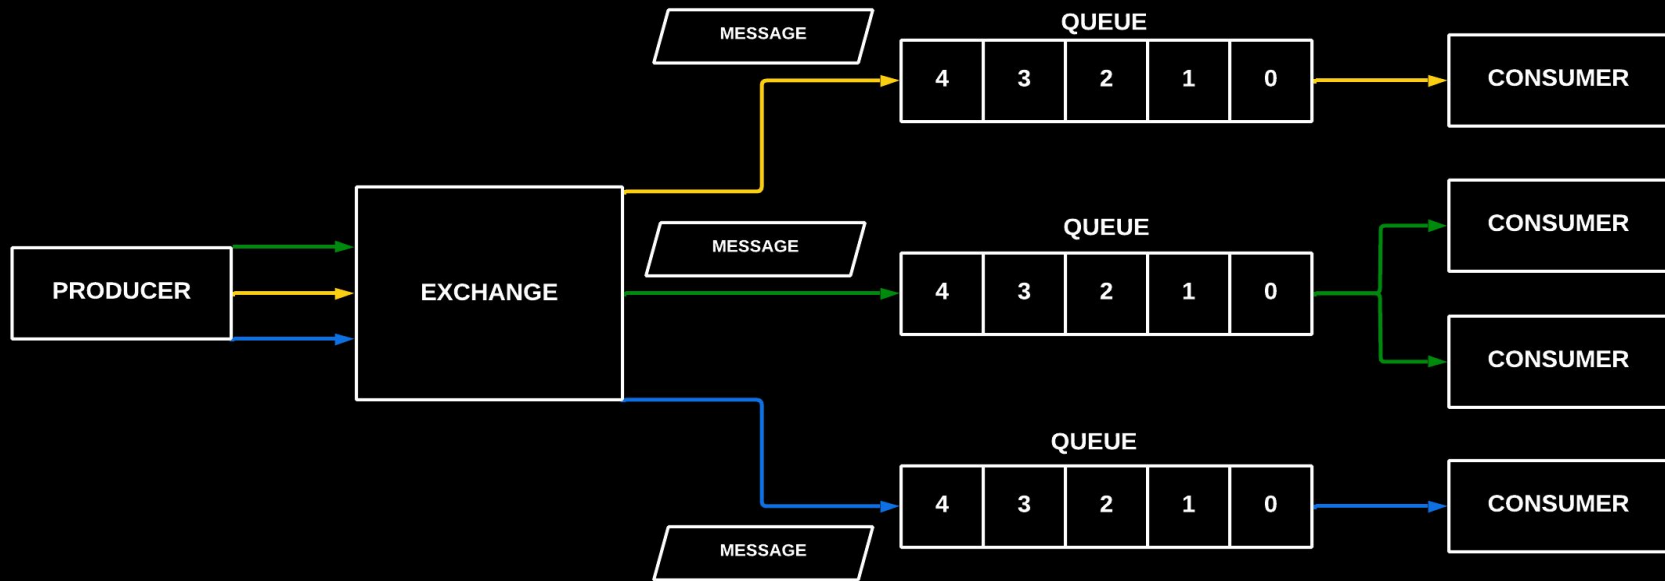 MESSAGE
QUEUE
4 3 2 1 0
CONSUMER
PRODUCER
EXCHANGE
MESSAGE
QUEUE
4 3 2 1 0
CONSUMER
CONSUMER
QUEUE
4 3 2 1 0
CONSUMER
MESSAGE